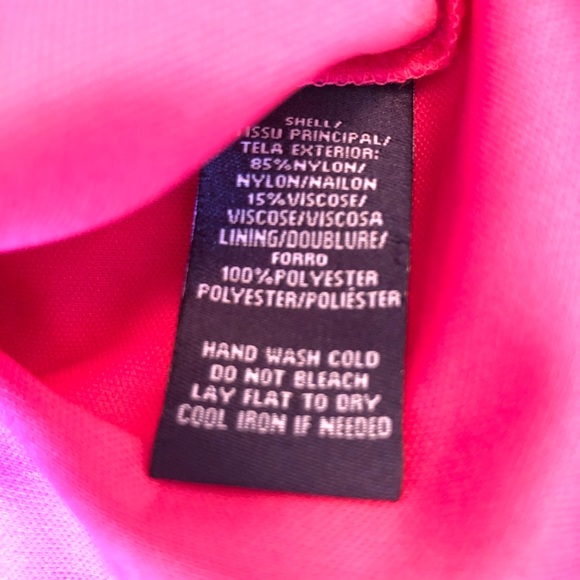 SHELL/
TISSU PRINCIPAL/
TELA EXTERIOR:
85%NYLON/
NYLON/NAILON
15%VISCOSE/
VISCOSE/VISCOSA
LINING/DOUBLURE/
FORRO
100%POLYESTER
POLYESTER/POLIÉSTER
HAND WASH COLD
DO NOT BLEACH
LAY FLAT TO DRY
COOL IRON IF NEEDED